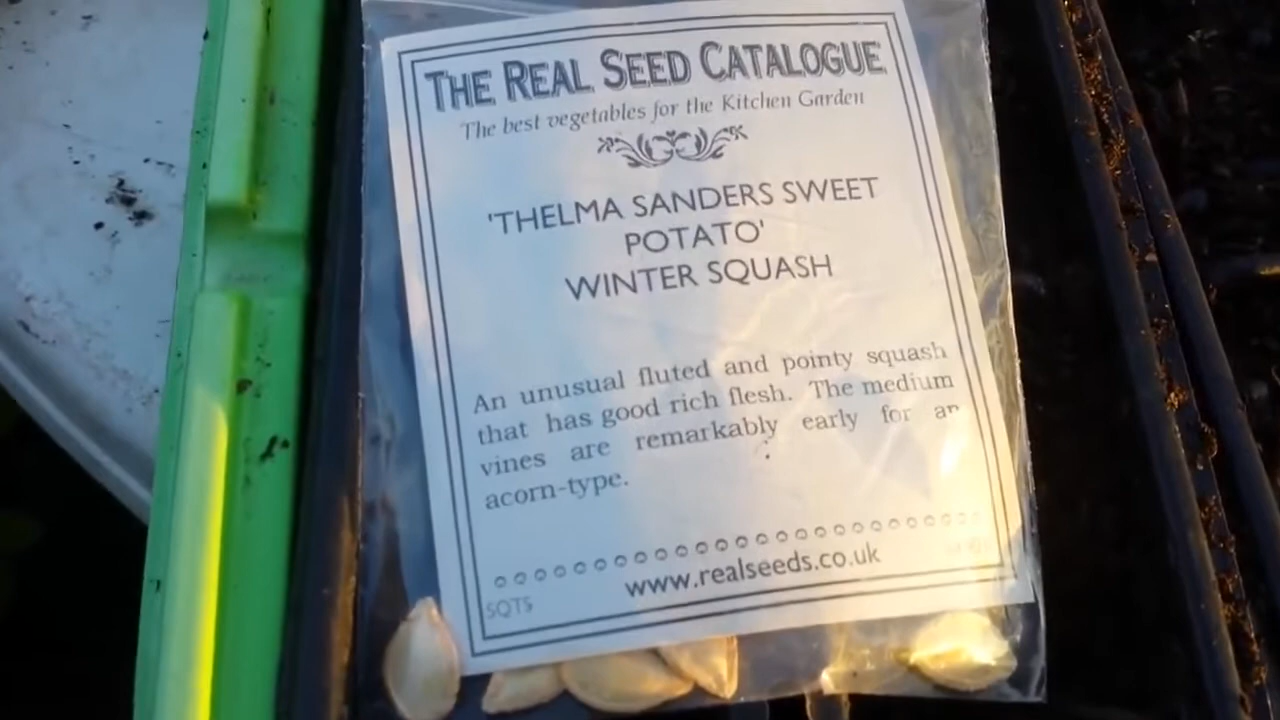 THE REAL SEED CATALOGUE
The best vegetables for the Kitchen Garden
'THELMA SANDERS SWEET
POTATO'
WINTER SQUASH
An unusual fluted and pointy squash
that has good rich flesh. The medium
vines are remarkably early for an
acorn-type.
www.realseeds.co.uk
SQTS